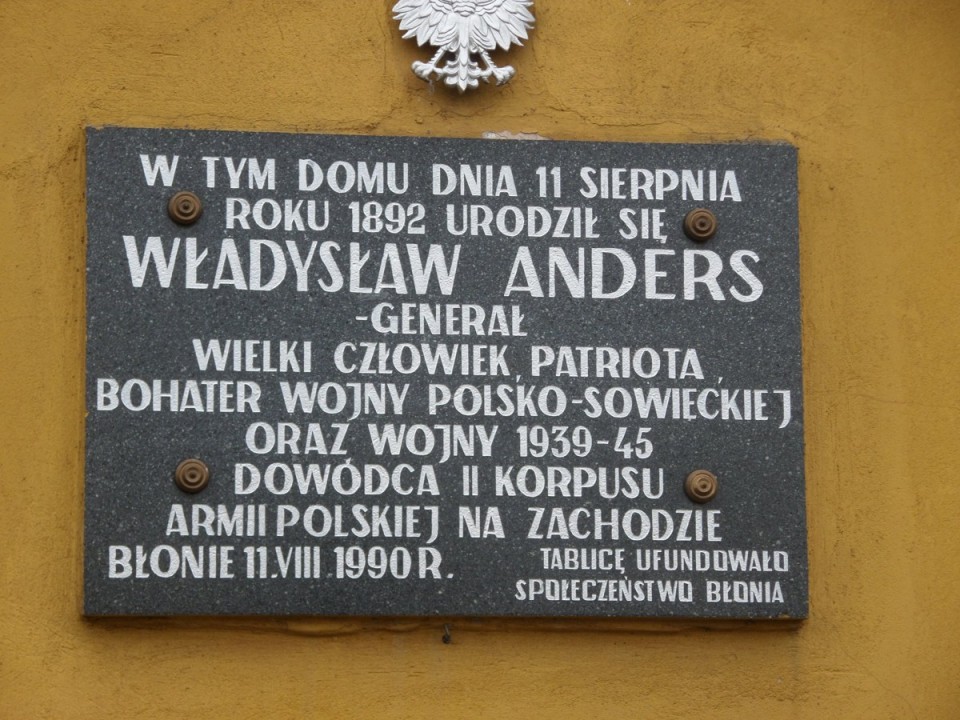 W TYM DOMU DNIA 11 SIERPNIA
ROKU 1892 URODZIŁ SIĘ
WŁADYSŁAW ANDERS
-GENERAŁ
WIELKI CZŁOWIEK, PATRIOTA,
BOHATER WOJNY POLSKO-SOWIECKIEJ
ORAZ WOJNY 1939-45
DOWÓDCA II KORPUSU
ARMII POLSKIEJ NA ZACHODZIE
BŁONIE 11.VIII.1990R.
TABLICĘ UFUNDOWAŁO
SPOŁECZEŃSTWO BŁONIA